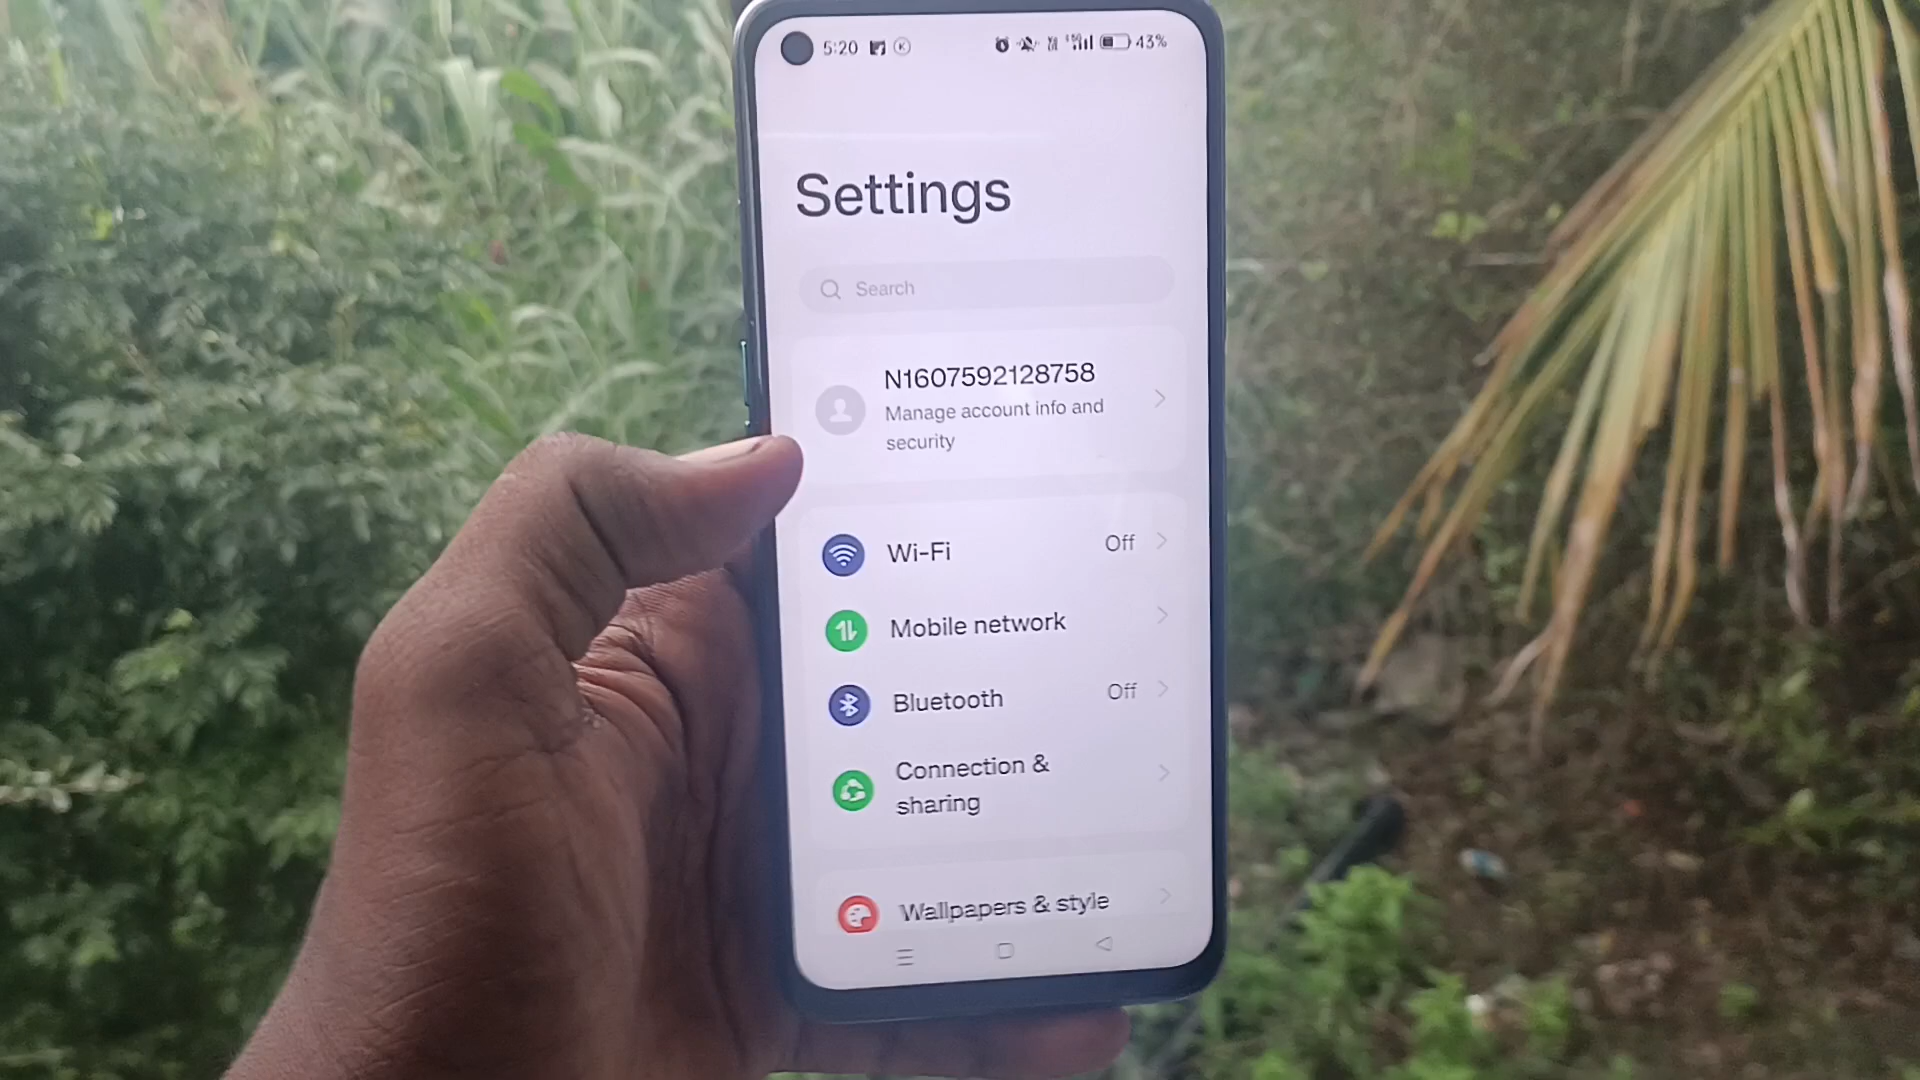 5:20 K 43%
Settings
Search
N1607592128758
Manage account info and
security
Wi-Fi Off
Mobile network
Bluetooth Off
Connection &
sharing
Wallpapers & style